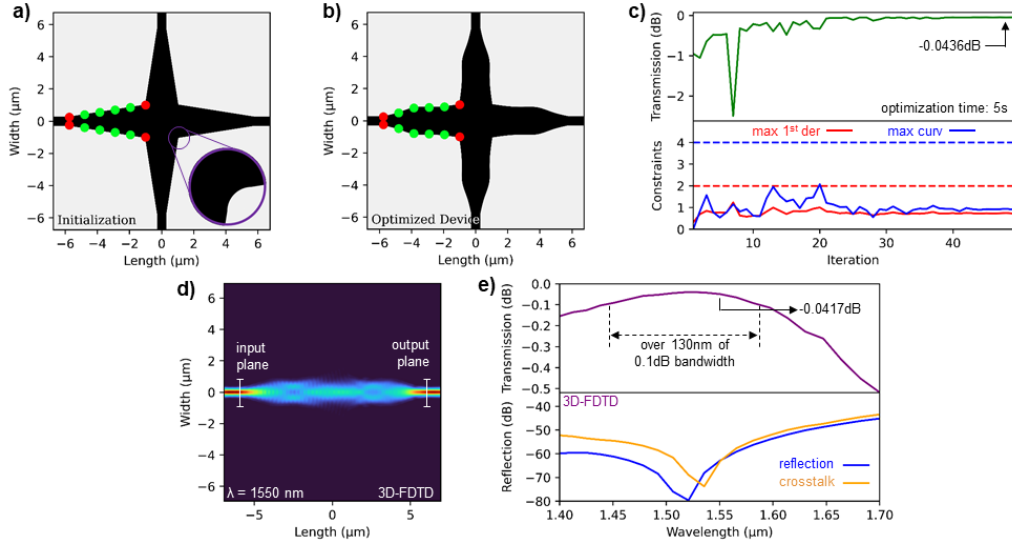 a)
Width (μm)
6
4
2
0
−2
−4
−6
Initialization
−6 −4 −2 0 2 4 6
Length (μm)
b)
Width (μm)
6
4
2
0
−2
−4
−6
Optimized Device
−6 −4 −2 0 2 4 6
Length (μm)
c)
Transmission (dB)
0
−1
−2
-0.0436dB
optimization time: 5s
Constraints
max 1st der
max curv
4
3
2
1
0
10 20 30 40
Iteration
d)
Width (μm)
6
4
2
0
−2
−4
−6
input
plane
output
plane
λ = 1550 nm
3D-FDTD
−5 0 5
Length (μm)
e)
Transmission (dB)
0.0
−0.1
−0.2
−0.3
−0.4
−0.5
-0.0417dB
over 130nm of
0.1dB bandwidth
3D-FDTD
Reflection (dB)
−40
−50
−60
−70
−80
reflection
crosstalk
1.40 1.45 1.50 1.55 1.60 1.65 1.70
Wavelength (μm)